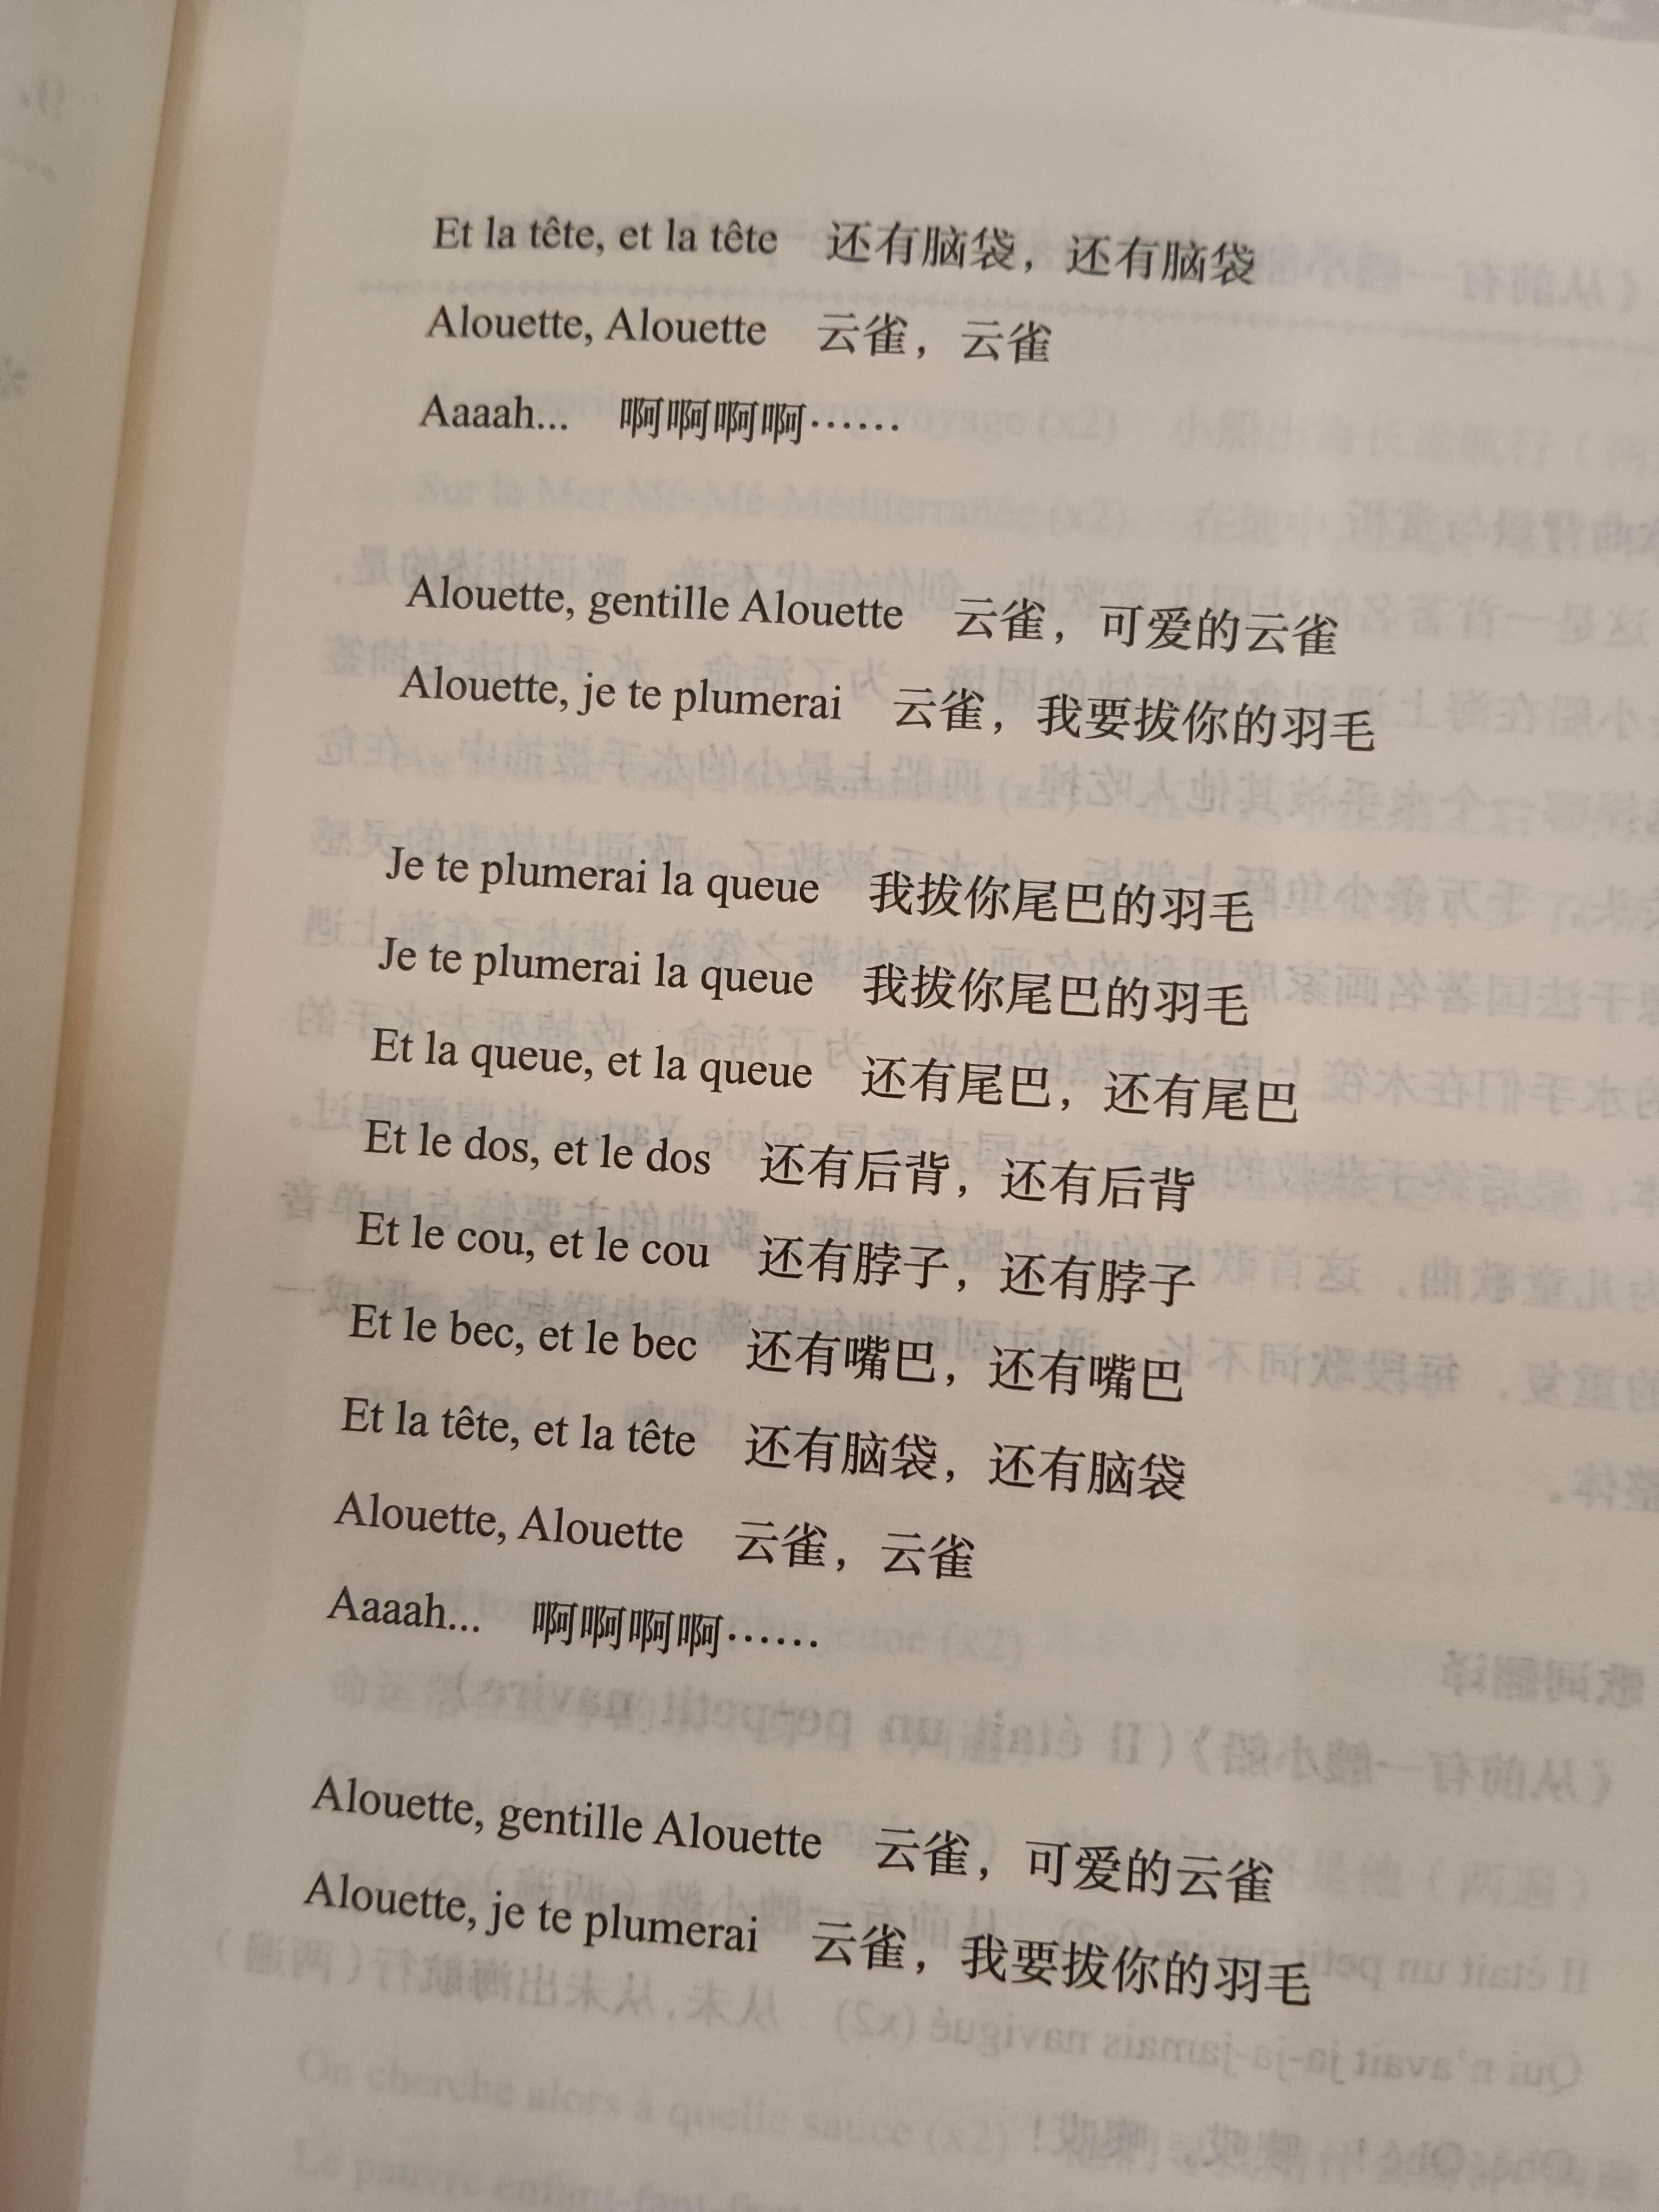 Et la tête, et la tête 还有脑袋，还有脑袋
Alouette, Alouette 云雀，云雀
Aaaah... 啊啊啊啊……
Alouette, gentille Alouette 云雀，可爱的云雀
Alouette, je te plumerai 云雀，我要拔你的羽毛
Je te plumerai la queue 我拔你尾巴的羽毛
Je te plumerai la queue 我拔你尾巴的羽毛
Et la queue, et la queue 还有尾巴，还有尾巴
Et le dos, et le dos 还有后背，还有后背
Et le cou, et le cou 还有脖子，还有脖子
Et le bec, et le bec 还有嘴巴，还有嘴巴
Et la tête, et la tête 还有脑袋，还有脑袋
Alouette, Alouette 云雀，云雀
Aaaah... 啊啊啊啊……
Alouette, gentille Alouette 云雀，可爱的云雀
Alouette, je te plumerai 云雀，我要拔你的羽毛